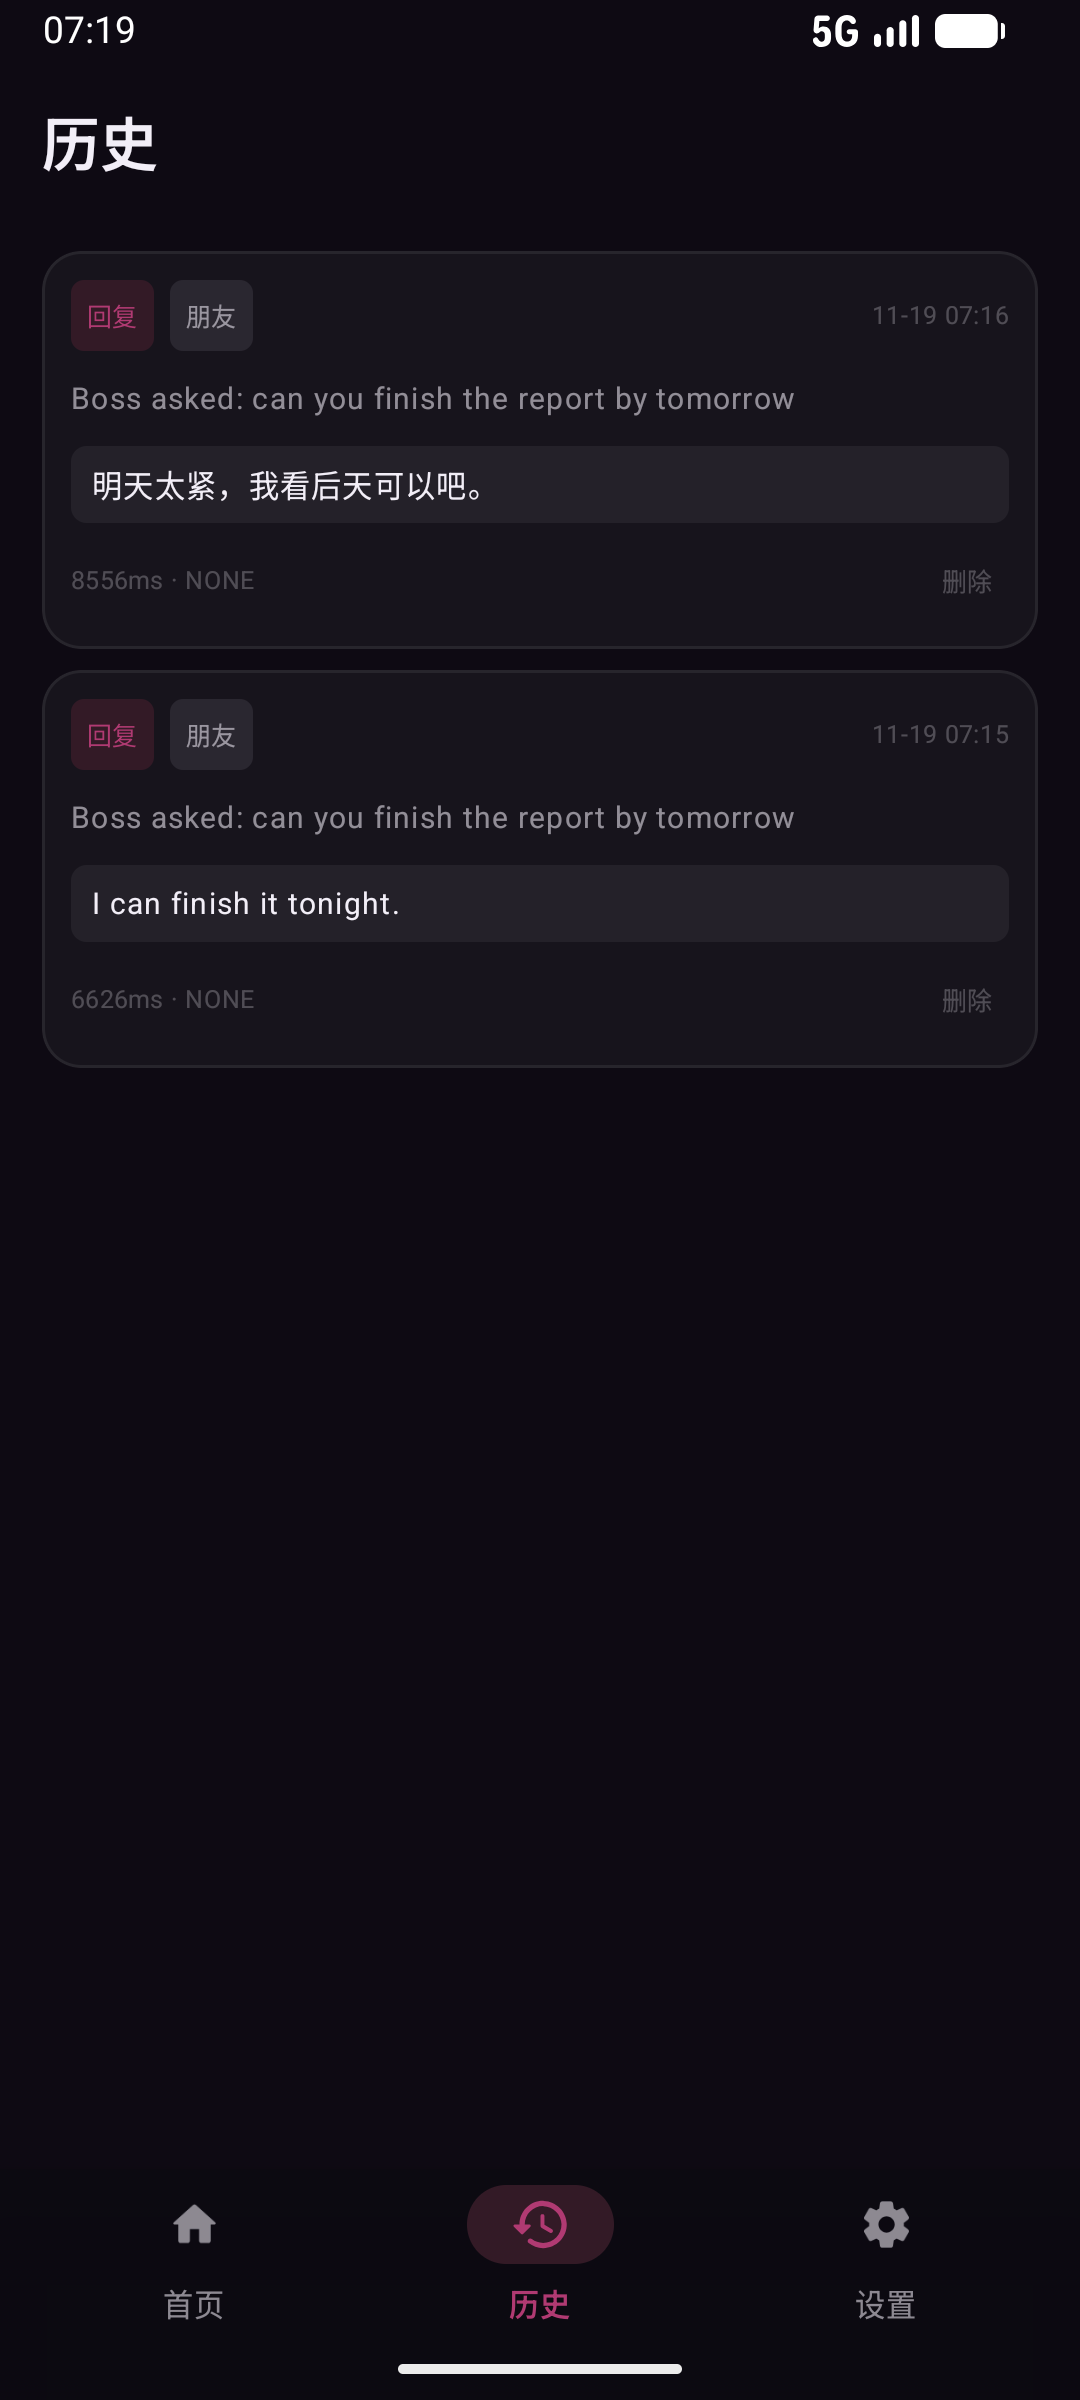 07:19
5G
历史
回复 朋友 11-19 07:16
Boss asked: can you finish the report by tomorrow
明天太紧，我看后天可以吧。
8556ms · NONE 删除
回复 朋友 11-19 07:15
Boss asked: can you finish the report by tomorrow
I can finish it tonight.
6626ms · NONE 删除
首页 历史 设置